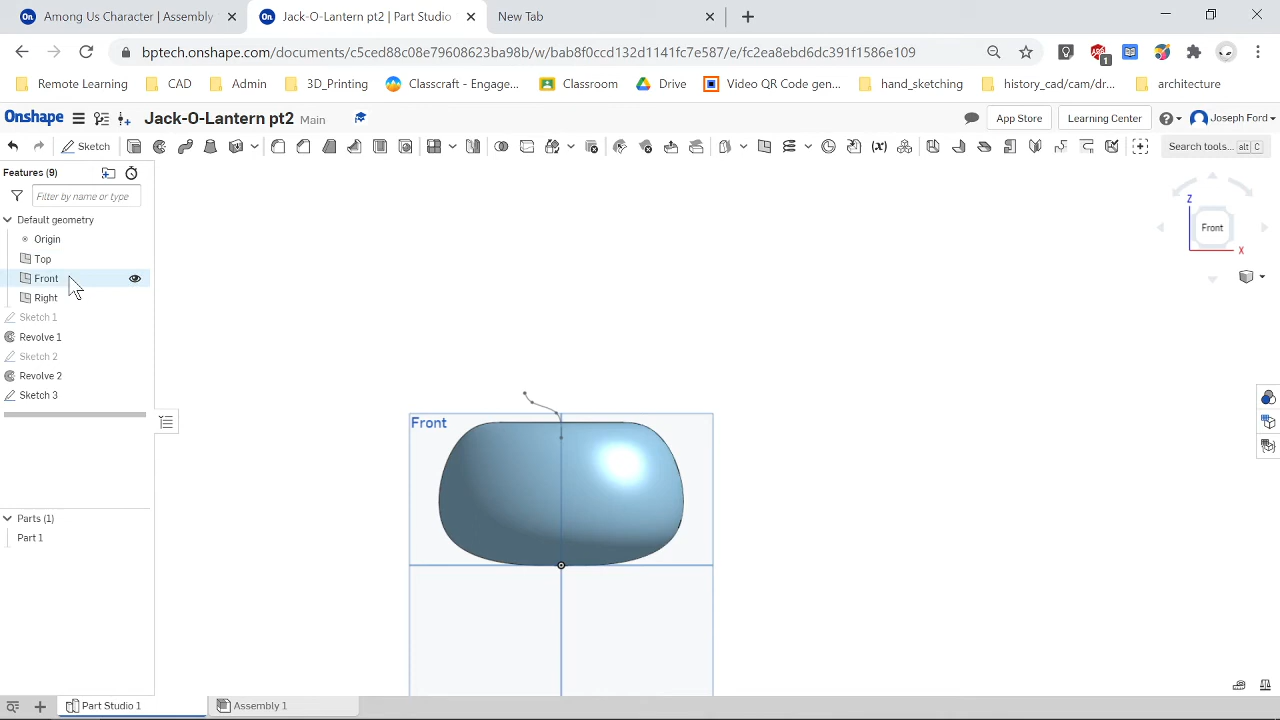 Among Us Character | Assembly
Jack-O-Lantern pt2 | Part Studio
New Tab
bptech.onshape.com/documents/c5ced88c08e79608623ba98b/w/bab8f0ccd132d1141fc7e587/e/fc2ea8ebd6dc391f1586e109
1
Remote Learning CAD Admin 3D_Printing Classcraft - Engage... Classroom Drive Video QR Code gen... hand_sketching history_cad/cam/dr... architecture
Onshape Jack-O-Lantern pt2 Main App Store Learning Center Joseph Ford
Sketch Search tools... alt C
Features (9)
Filter by name or type
Default geometry
Origin
Top
Front
Right
Sketch 1
Revolve 1
Sketch 2
Revolve 2
Sketch 3
Parts (1)
Part 1
Front
Z
Front
X
Part Studio 1 Assembly 1